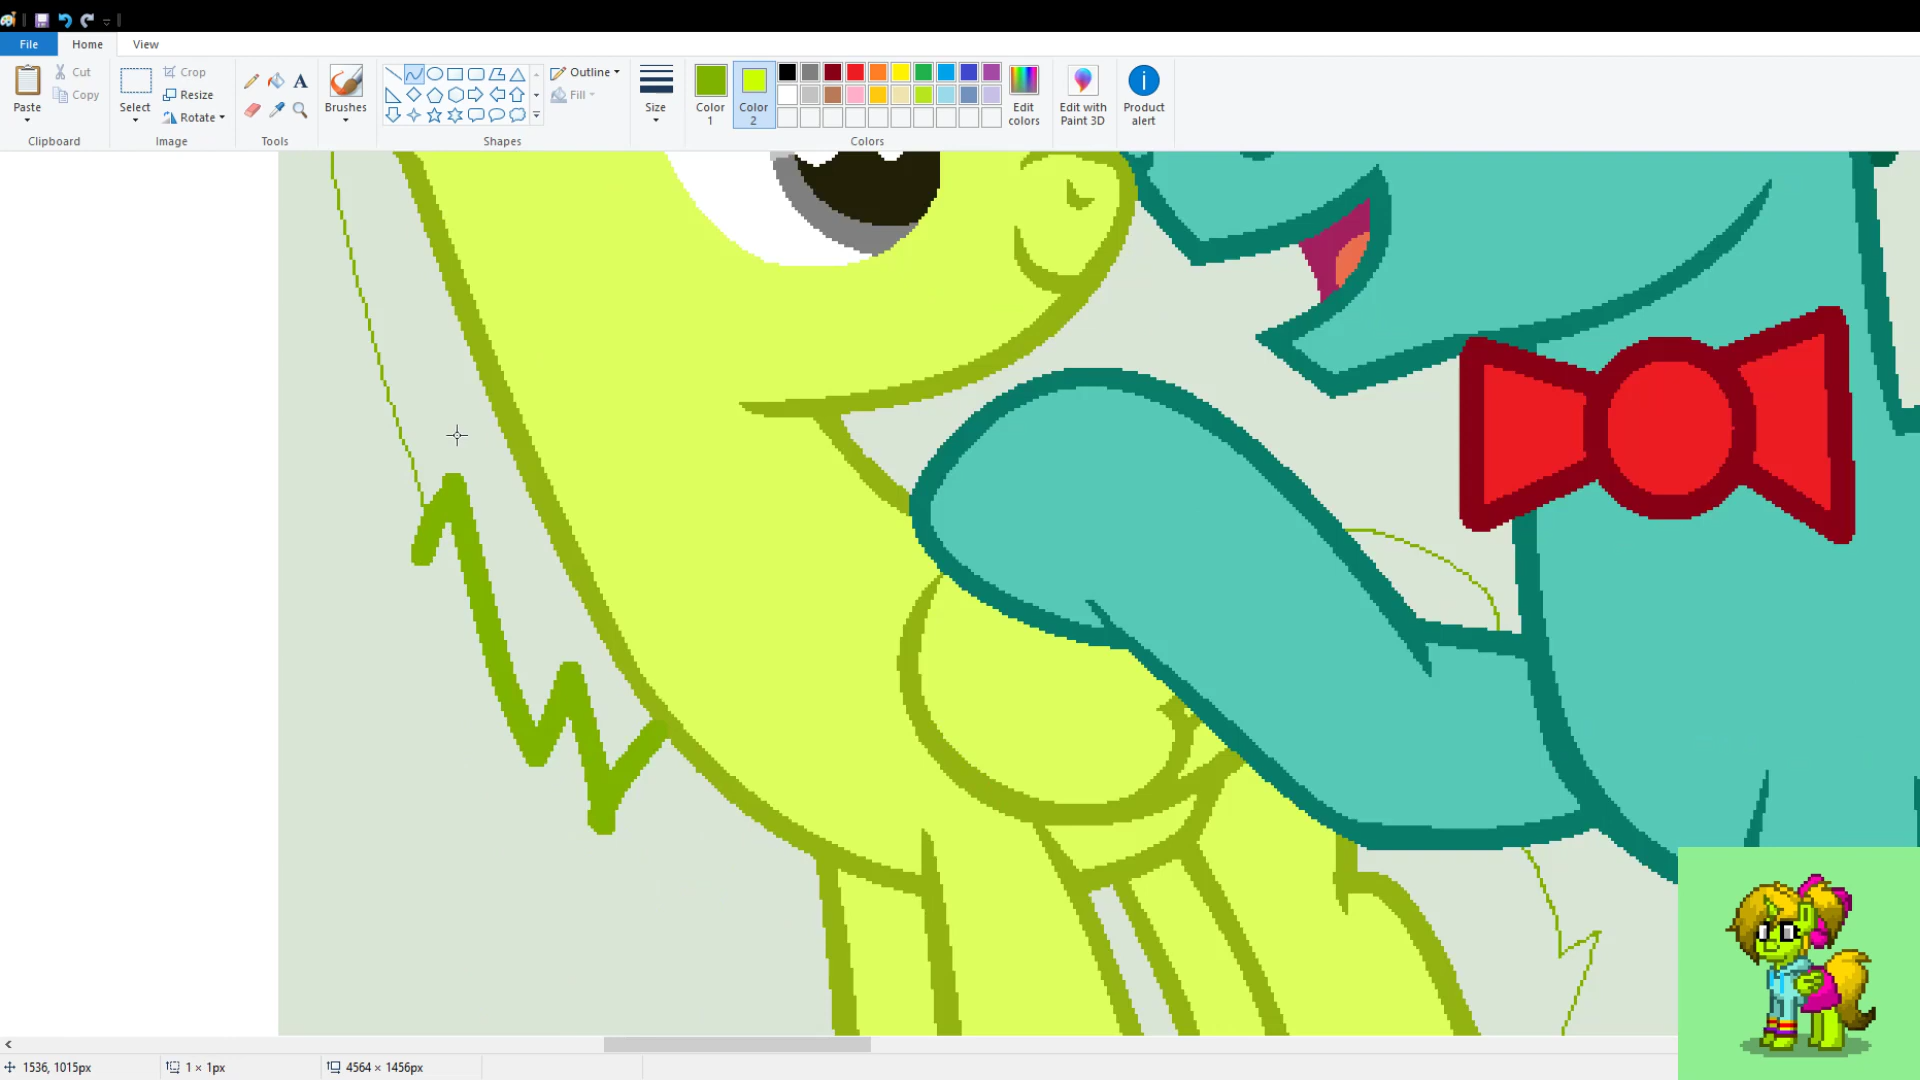 File Home View
Paste Cut Copy Clipboard
Select Crop Resize Rotate Image
A
Tools
Brushes
Outline Fill Shapes
Size
Color 1 Color 2 Edit colors Colors
Edit with Paint 3D
Product alert
1536, 1015px 1 × 1px 4564 × 1456px